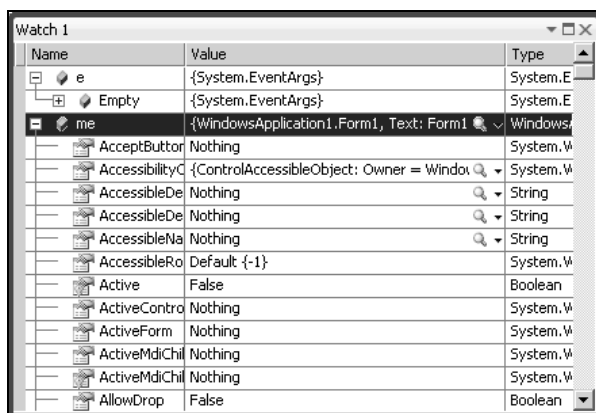 Watch 1
Name Value Type
e {System.EventArgs} System.E
Empty {System.EventArgs} System.E
me {WindowsApplication1.Form1, Text: Form1 Windows
AcceptButton Nothing System.W
AccessibilityO {ControlAccessibleObject: Owner = Window System.W
AccessibleDe Nothing String
AccessibleDe Nothing String
AccessibleNa Nothing String
AccessibleRo Default {-1} System.W
Active False Boolean
ActiveContro Nothing System.W
ActiveForm Nothing System.W
ActiveMdiChil Nothing System.W
ActiveMdiChil Nothing System.W
AllowDrop False Boolean